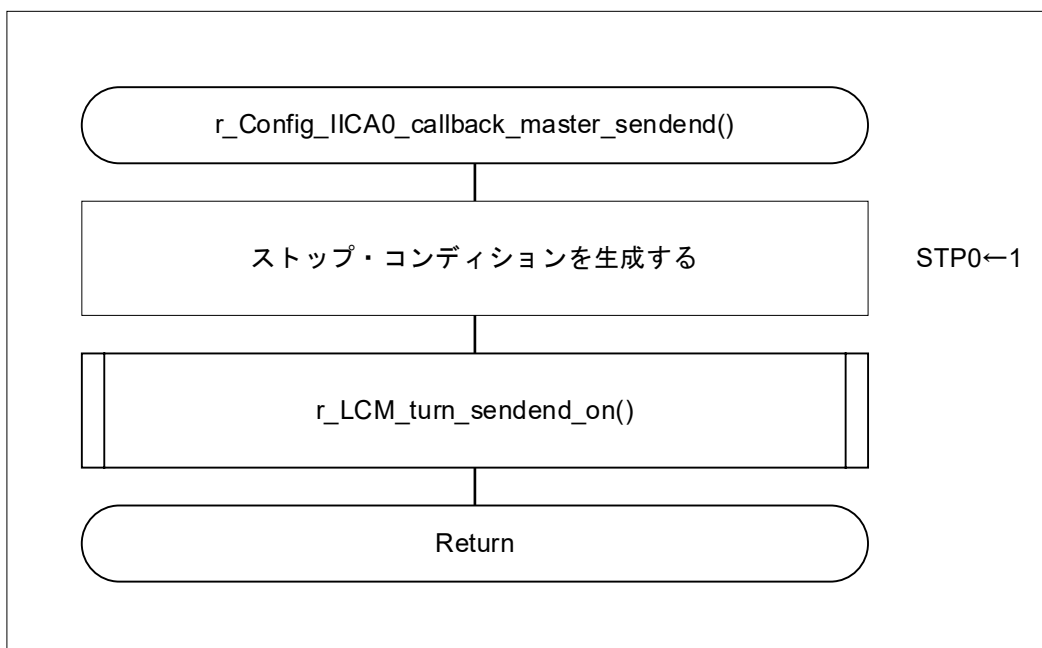 r_Config_IICA0_callback_master_sendend()
ストップ・コンディションを生成する
STP0←1
r_LCM_turn_sendend_on()
Return